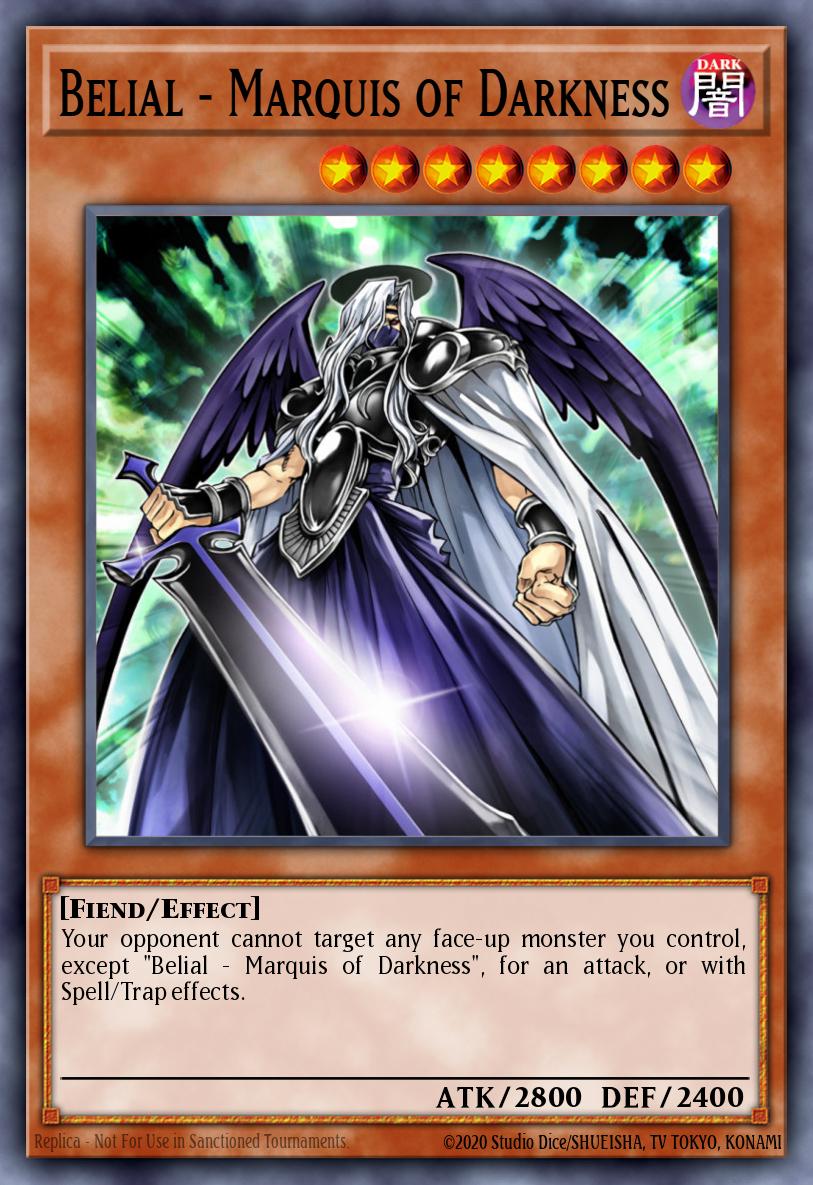 Belial - Marquis of Darkness
DARK
闇
[Fiend/Effect]
Your opponent cannot target any face-up monster you control,
except "Belial - Marquis of Darkness", for an attack, or with
Spell/Trap effects.
ATK/2800 DEF/2400
Replica - Not For Use in Sanctioned Tournaments.
©2020 Studio Dice/SHUEISHA, TV TOKYO, KONAMI